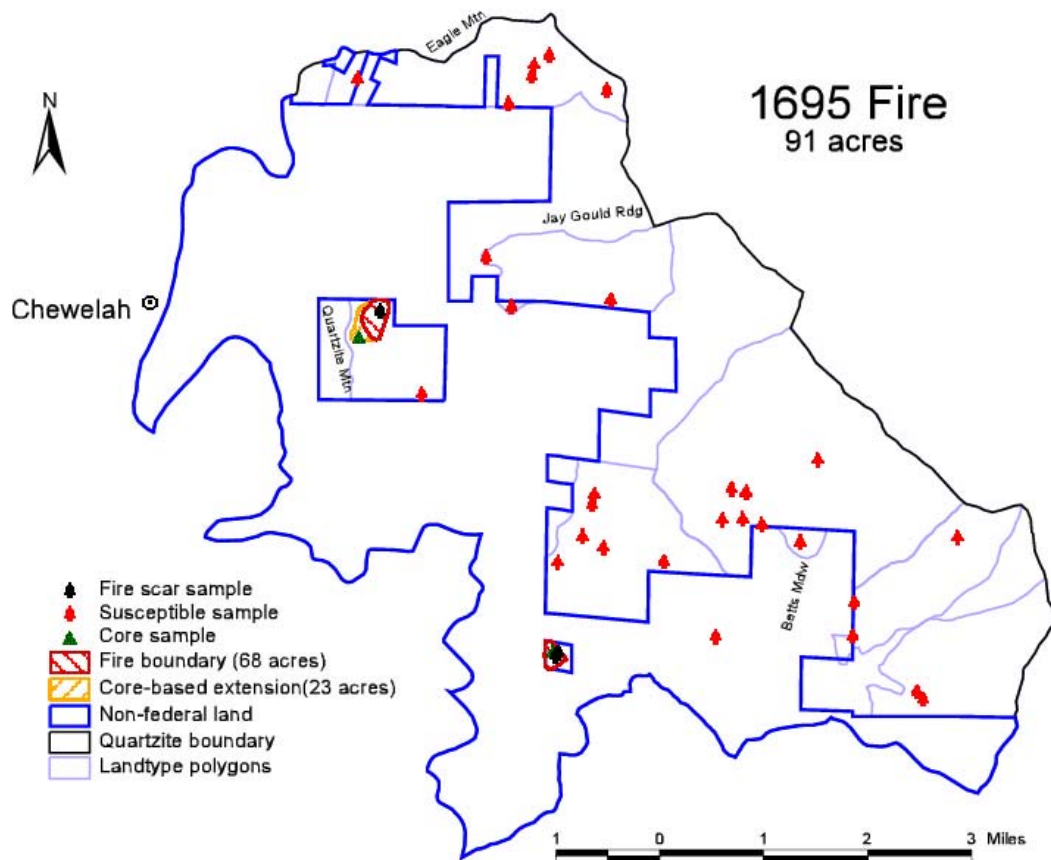 Eagle Mtn
1695 Fire
91 acres
N
Jay Gould Rdg
Chewelah
Quartzite Mtn
Betts Mdw
Fire scar sample
Susceptible sample
Core sample
Fire boundary (68 acres)
Core-based extension(23 acres)
Non-federal land
Quartzite boundary
Landtype polygons
1 0 1 2 3 Miles